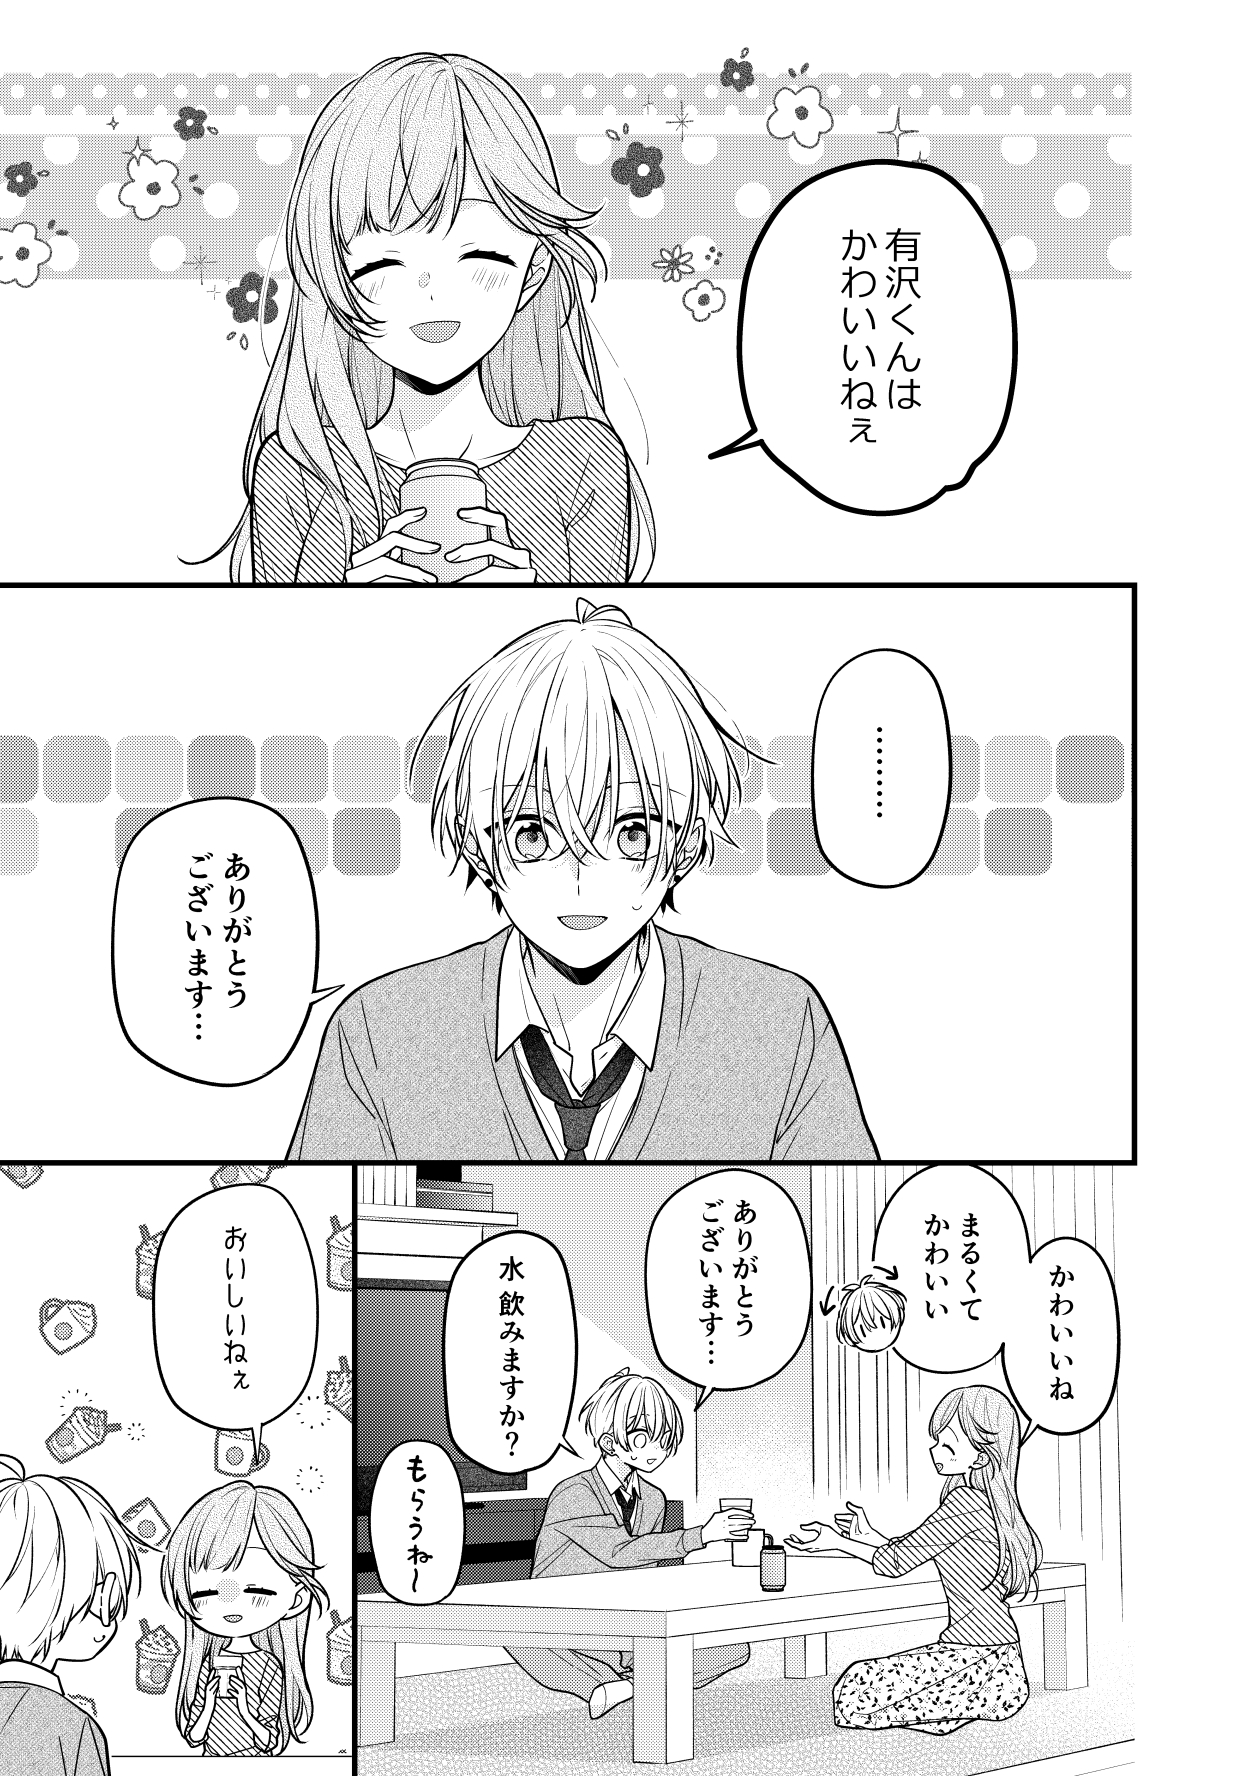 有沢くんは
かわいいねぇ
………
ありがとう
ございます…
かわいいね
まるくて
かわいい
ありがとう
ございます…
水飲みますか？
もらうね～
おいしいねぇ